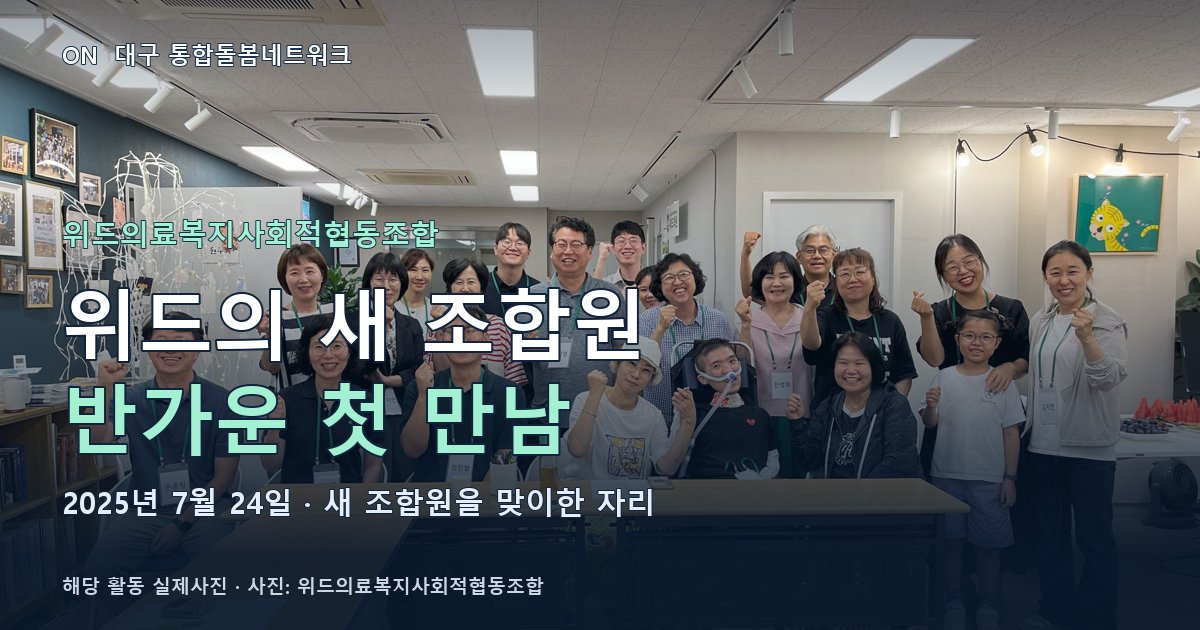 ON 대구 통합돌봄네트워크
위드의료복지사회적협동조합
위드의 새 조합원
반가운 첫 만남
2025년 7월 24일 · 새 조합원을 맞이한 자리
해당 활동 실제사진 · 사진: 위드의료복지사회적협동조합